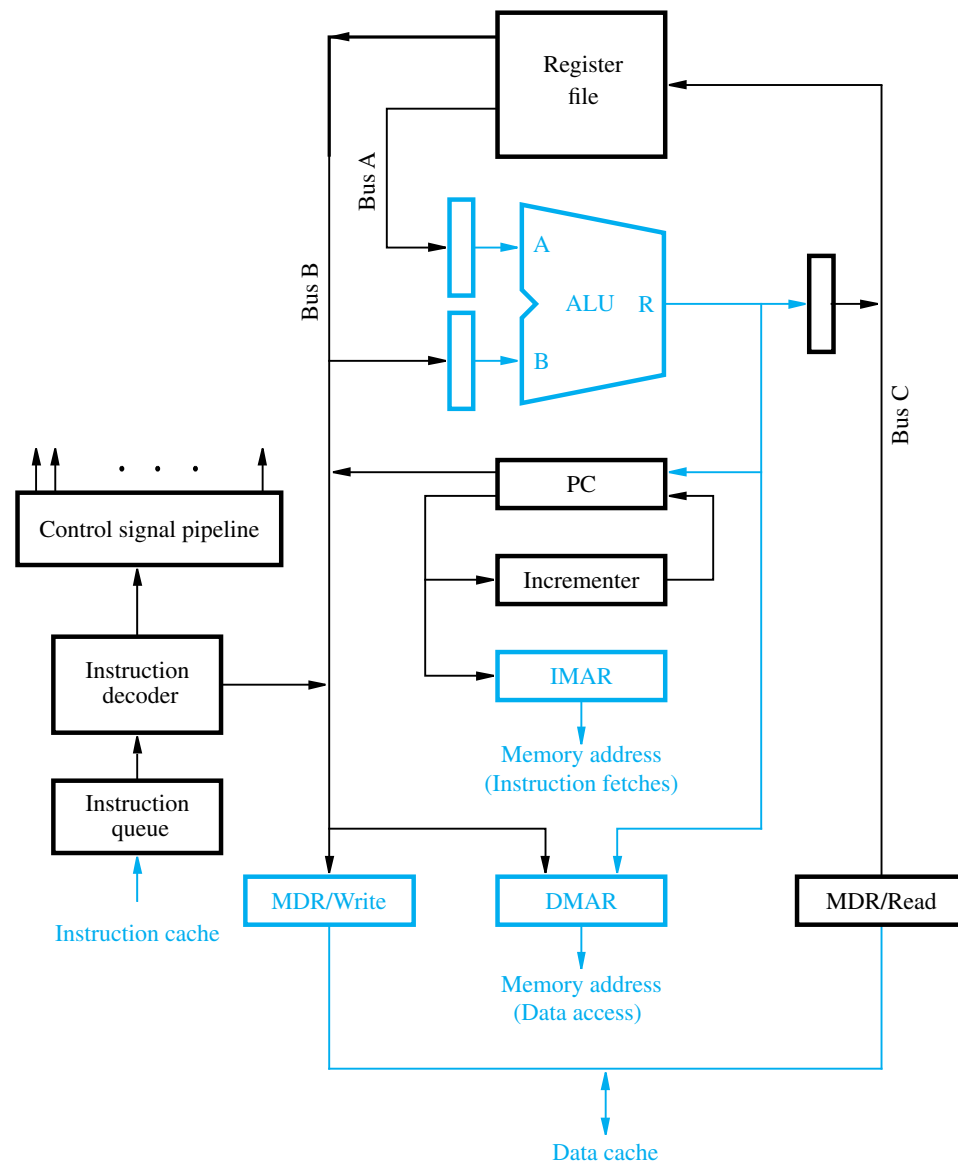 Register
file
Bus A
Bus B
A
ALU
R
B
Bus C
. . .
PC
Control signal pipeline
Incrementer
Instruction
decoder
IMAR
Memory address
(Instruction fetches)
Instruction
queue
MDR/Write
DMAR
MDR/Read
Instruction cache
Memory address
(Data access)
Data cache